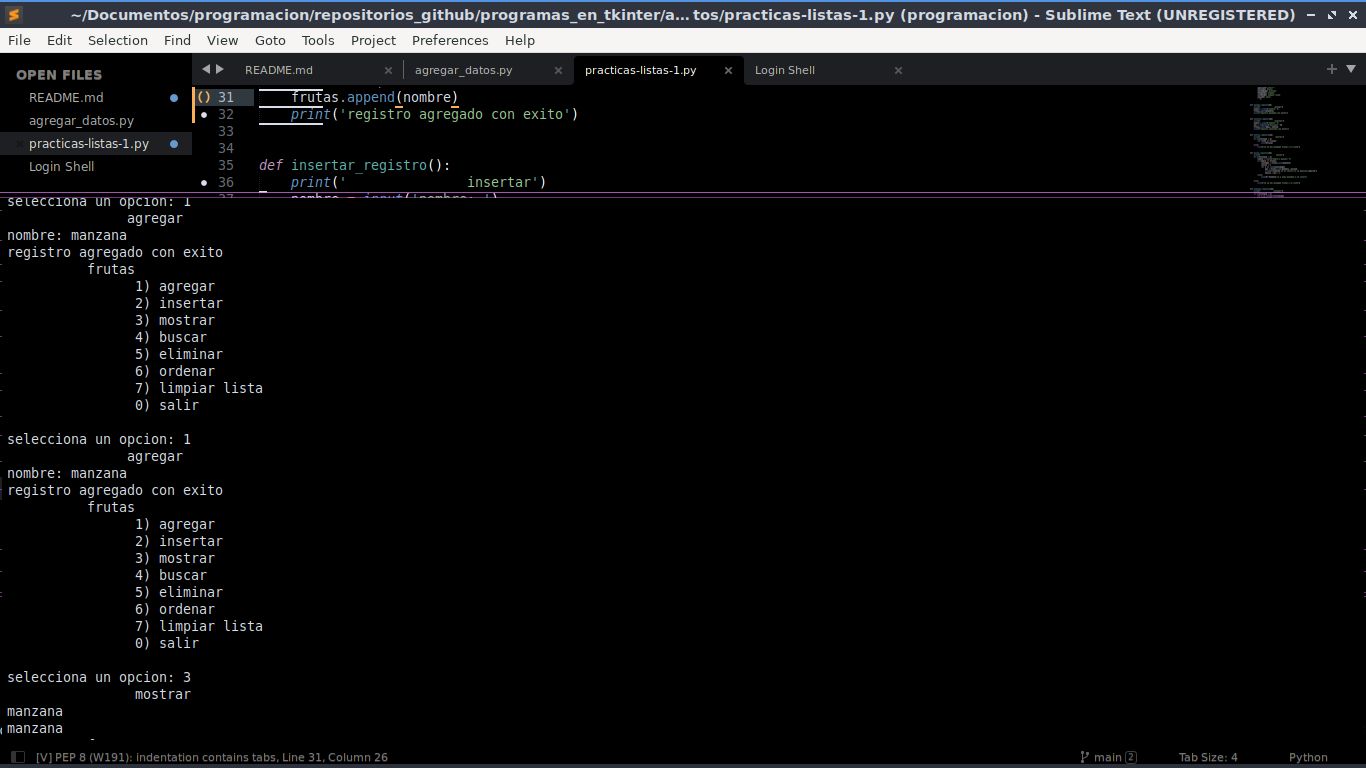 ~/Documentos/programacion/repositorios_github/programas_en_tkinter/a...tos/practicas-listas-1.py (programacion) - Sublime Text (UNREGISTERED)
File Edit Selection Find View Goto Tools Project Preferences Help
OPEN FILES
README.md
agregar_datos.py
practicas-listas-1.py
Login Shell
README.md agregar_datos.py practicas-listas-1.py Login Shell
31 frutas.append(nombre)
32 print('registro agregado con exito')
33
34
35 def insertar_registro():
36 print(' insertar')
37 nombre = input('nombre: ')
selecciona un opcion: 1
agregar
nombre: manzana
registro agregado con exito
frutas
1) agregar
2) insertar
3) mostrar
4) buscar
5) eliminar
6) ordenar
7) limpiar lista
0) salir
selecciona un opcion: 1
agregar
nombre: manzana
registro agregado con exito
frutas
1) agregar
2) insertar
3) mostrar
4) buscar
5) eliminar
6) ordenar
7) limpiar lista
0) salir
selecciona un opcion: 3
mostrar
manzana
manzana
[V] PEP 8 (W191): indentation contains tabs, Line 31, Column 26
main 2
Tab Size: 4
Python